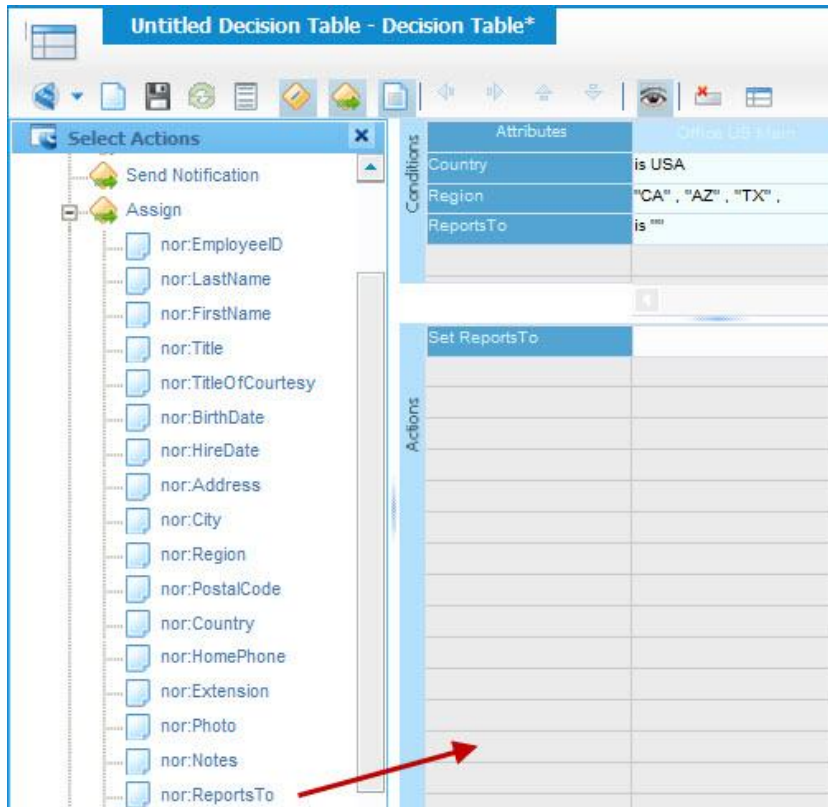 Untitled Decision Table - Decision Table*
Select Actions
Send Notification
Assign
nor:EmployeeID
nor:LastName
nor:FirstName
nor:Title
nor:TitleOfCourtesy
nor:BirthDate
nor:HireDate
nor:Address
nor:City
nor:Region
nor:PostalCode
nor:Country
nor:HomePhone
nor:Extension
nor:Photo
nor:Notes
nor:ReportsTo
Conditions
Attributes Office US Main
Country is USA
Region "CA" , "AZ" , "TX" ,
ReportsTo is ""
Actions
Set ReportsTo